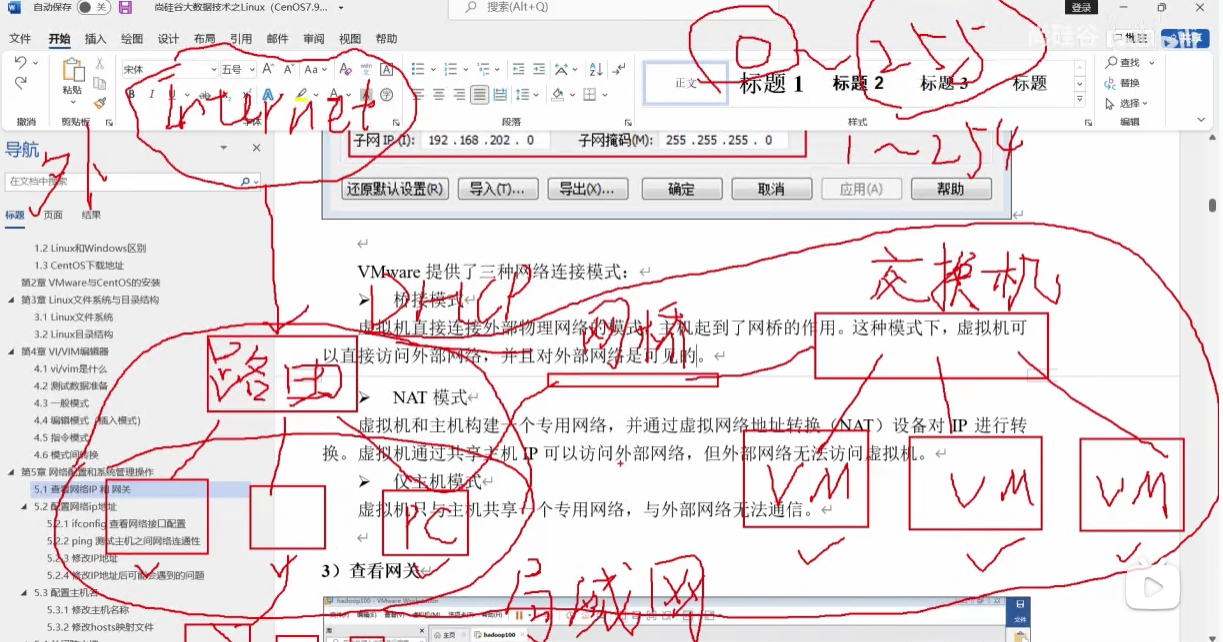 自动保存 关 尚硅谷大数据技术之Linux（CenOS7.9... 搜索(Alt+Q) 登录
文件 开始 插入 绘图 设计 布局 引用 邮件 审阅 视图 帮助
宋体 五号 A A Aa
粘贴
B I U ab
正文 标题 1 标题 2 标题 3 标题
查找
替换
选择
撤消 剪贴板 字体 段落 样式 编辑
Internet
0 ~ 255
1 ~ 254
导航
在文档中搜索
标题 页面 结果
子网 IP (I): 192 .168 .202 . 0 子网掩码(M): 255 .255 .255 . 0
还原默认设置(R) 导入(T)... 导出(X)... 确定 取消 应用(A) 帮助
1.2 Linux和Windows区别
1.3 CentOS下载地址
第2章 VMware与CentOS的安装
第3章 Linux文件系统与目录结构
3.1 Linux文件系统
3.2 Linux目录结构
第4章 VI/VIM编辑器
4.1 vi/vim是什么
4.2 测试数据准备
4.3 一般模式
4.4 编辑模式（插入模式）
4.5 指令模式
4.6 模式间转换
第5章 网络配置和系统管理操作
5.1 查看网络IP 和 网关
5.2 配置网络ip地址
5.2.1 ifconfig 查看网络接口配置
5.2.2 ping 测试主机之间网络连通性
5.2.3 修改IP地址
5.2.4 修改IP地址后可能会遇到的问题
5.3 配置主机名
5.3.1 修改主机名称
5.3.2 修改hosts映射文件
VMware 提供了三种网络连接模式：
桥接模式
虚拟机直接连接外部物理网络的模式，主机起到了网桥的作用。这种模式下，虚拟机可
以直接访问外部网络，并且对外部网络是可见的。
NAT 模式
虚拟机和主机构建一个专用网络，并通过虚拟网络地址转换（NAT）设备对 IP 进行转
换。虚拟机通过共享主机 IP 可以访问外部网络，但外部网络无法访问虚拟机。
仅主机模式
虚拟机只与主机共享一个专用网络，与外部网络无法通信。
3）查看网关
DHCP
网桥
交换机
路由
PC
VM VM VM
局域网
hadoop100 - VMware Workstation
主页 hadoop100
文件